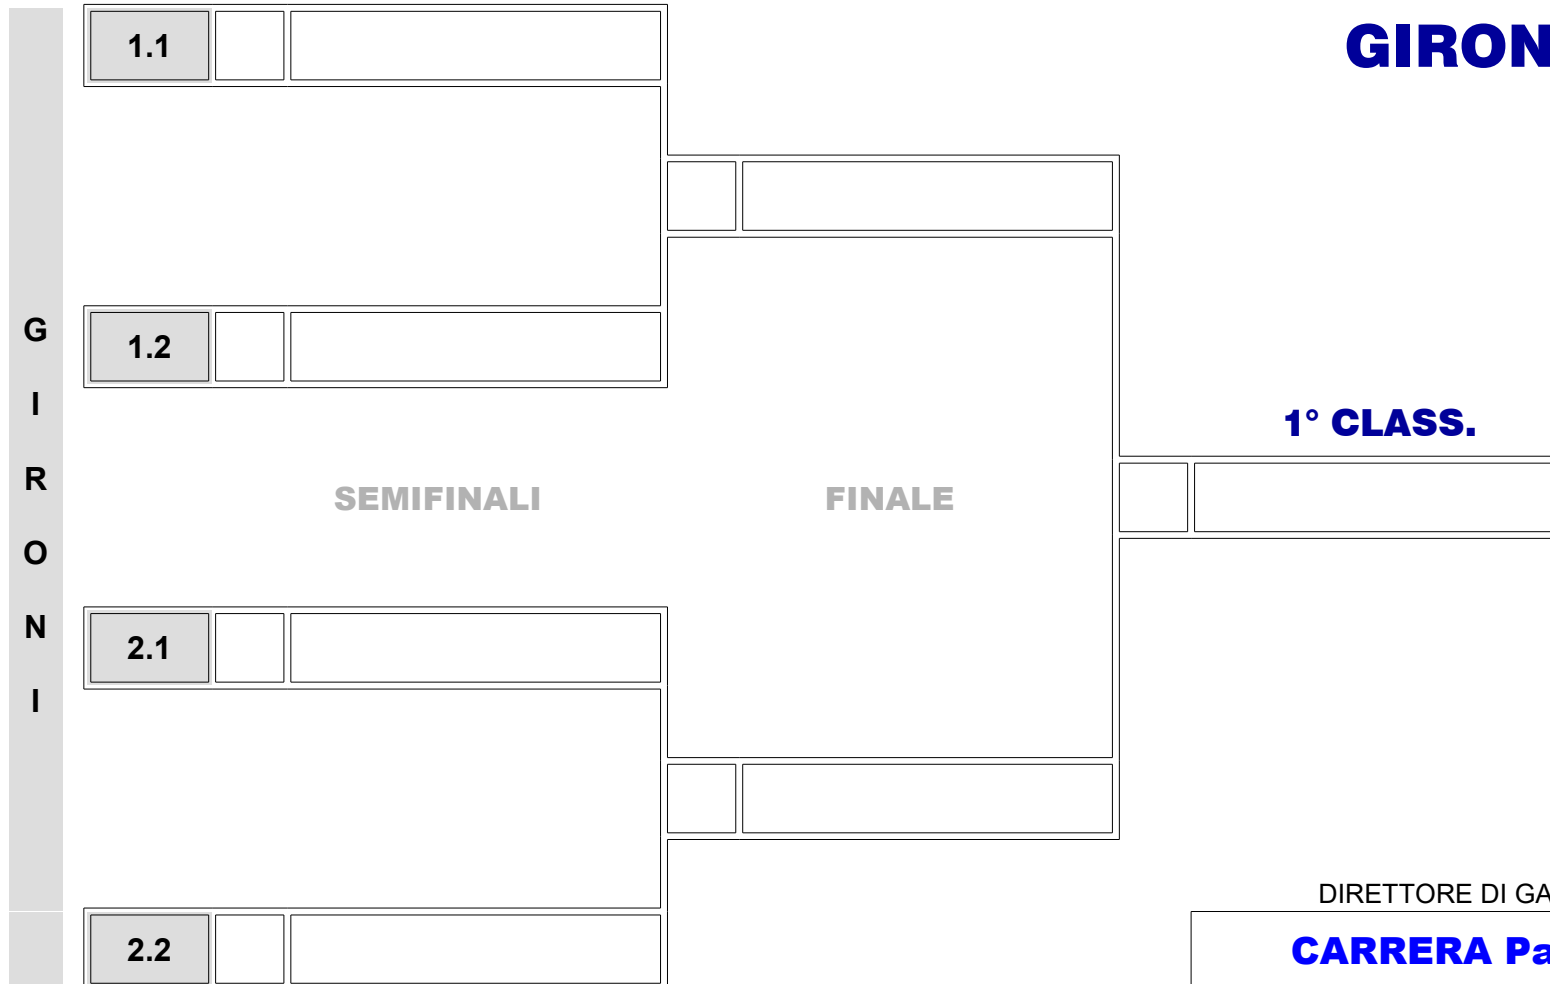 GIRON
1.1
1.2
1° CLASS.
SEMIFINALI
FINALE
G
I
R
O
N
I
2.1
DIRETTORE DI GA
2.2
CARRERA Pa